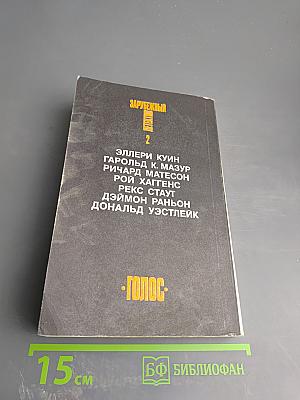 ЗАРУБЕЖНЫЙ
2
ЭЛЛЕРИ КУИН
ГАРОЛЬД К. МАЗУР
РИЧАРД МАТЕСОН
РОЙ ХАГГЕНС
РЕКС СТАУТ
ДЭЙМОН РАНЬОН
ДОНАЛЬД УЭСТЛЕЙК
·ГОЛОС·
15 СМ
БФ БИБЛИОФАН